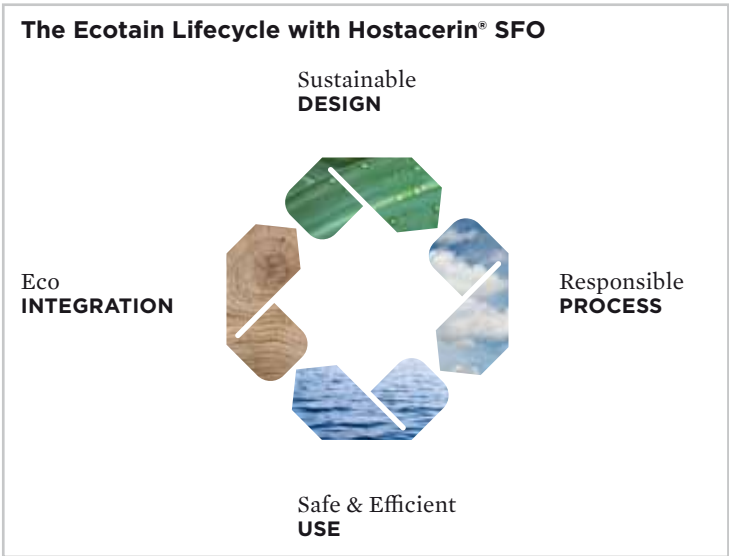 The Ecotain Lifecycle with Hostacerin® SFO
Sustainable
DESIGN
Eco
INTEGRATION
Responsible
PROCESS
Safe & Efficient
USE